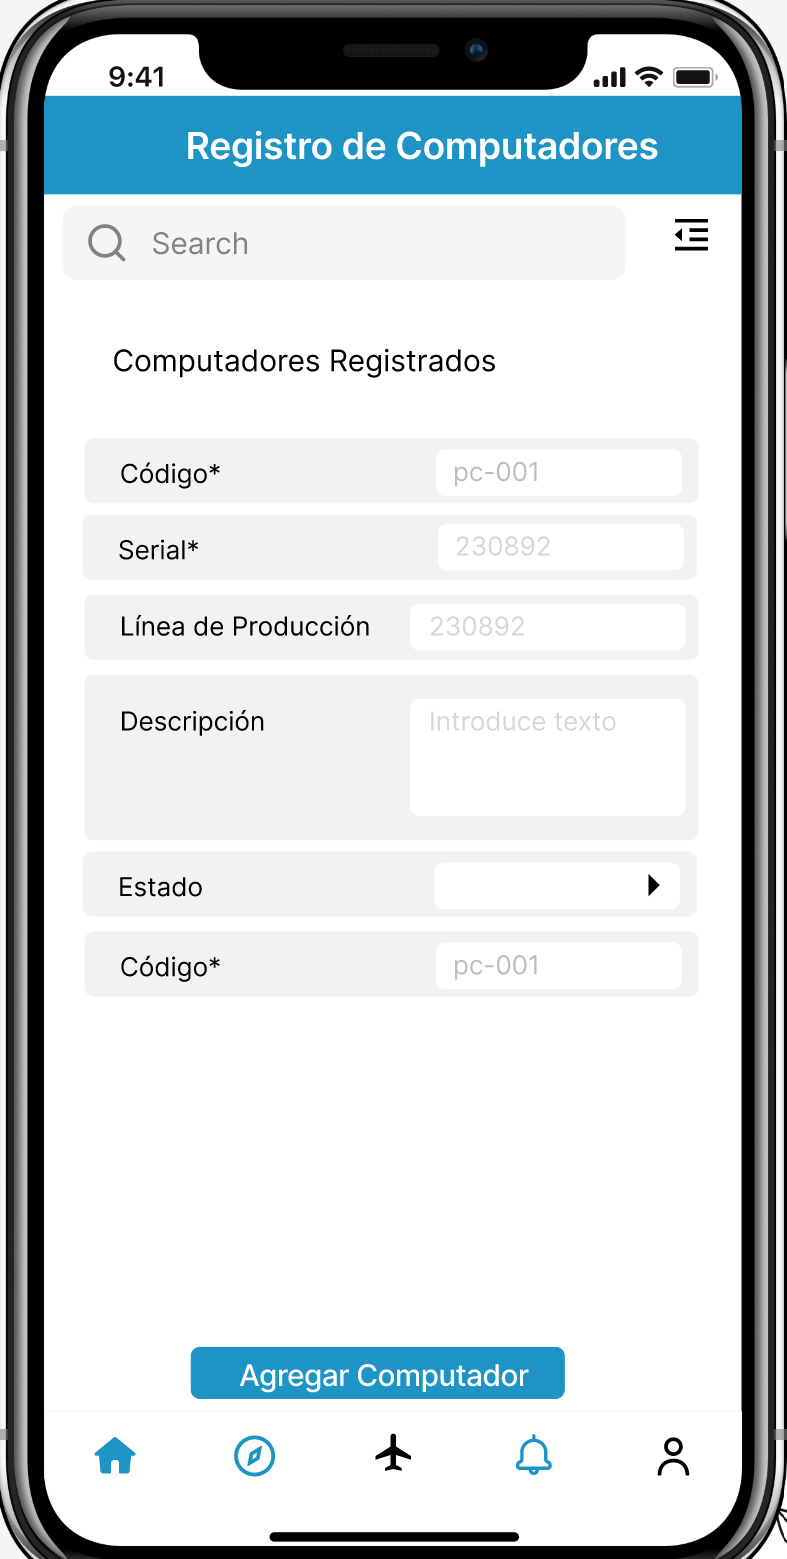 9:41
Registro de Computadores
Search
Computadores Registrados
Código* pc-001
Serial* 230892
Línea de Producción 230892
Descripción Introduce texto
Estado
Código* pc-001
Agregar Computador